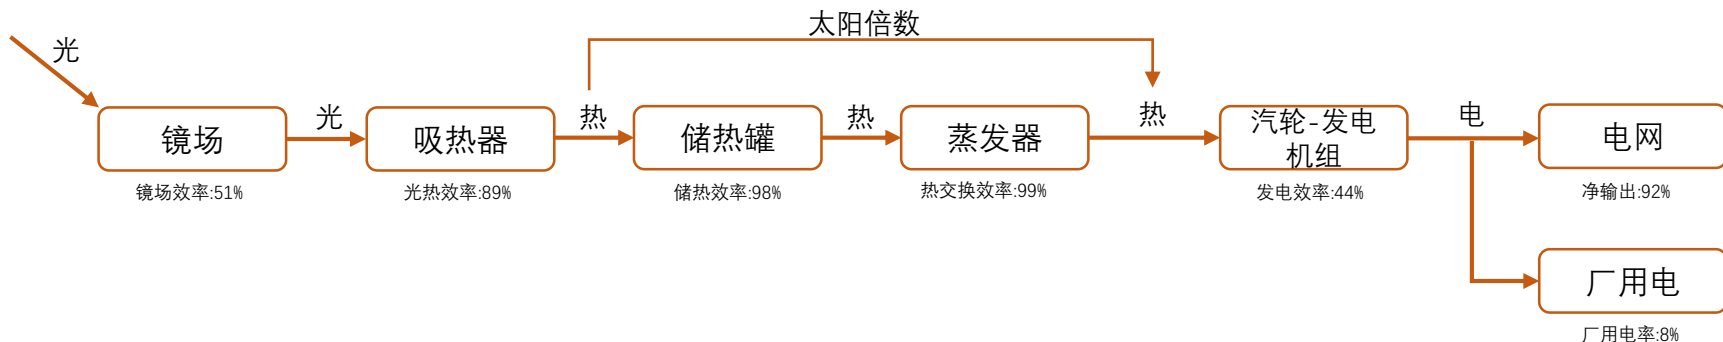 太阳倍数
光
光
热
热
热
电
镜场
吸热器
储热罐
蒸发器
汽轮-发电
机组
电网
镜场效率:51%
光热效率:89%
储热效率:98%
热交换效率:99%
发电效率:44%
净输出:92%
厂用电
厂用电率:8%